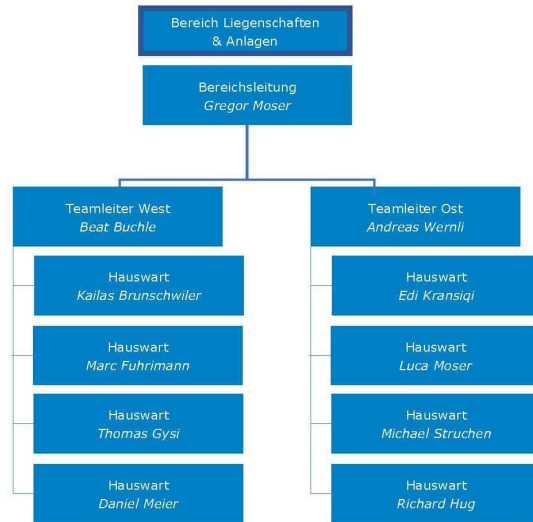 Bereich Liegenschaften
& Anlagen
Bereichsleitung
Gregor Moser
Teamleiter West
Beat Buchle
Hauswart
Kailas Brunschwiler
Hauswart
Marc Fuhrimann
Hauswart
Thomas Gysi
Hauswart
Daniel Meier
Teamleiter Ost
Andreas Wernli
Hauswart
Edi Kransiqi
Hauswart
Luca Moser
Hauswart
Michael Struchen
Hauswart
Richard Hug